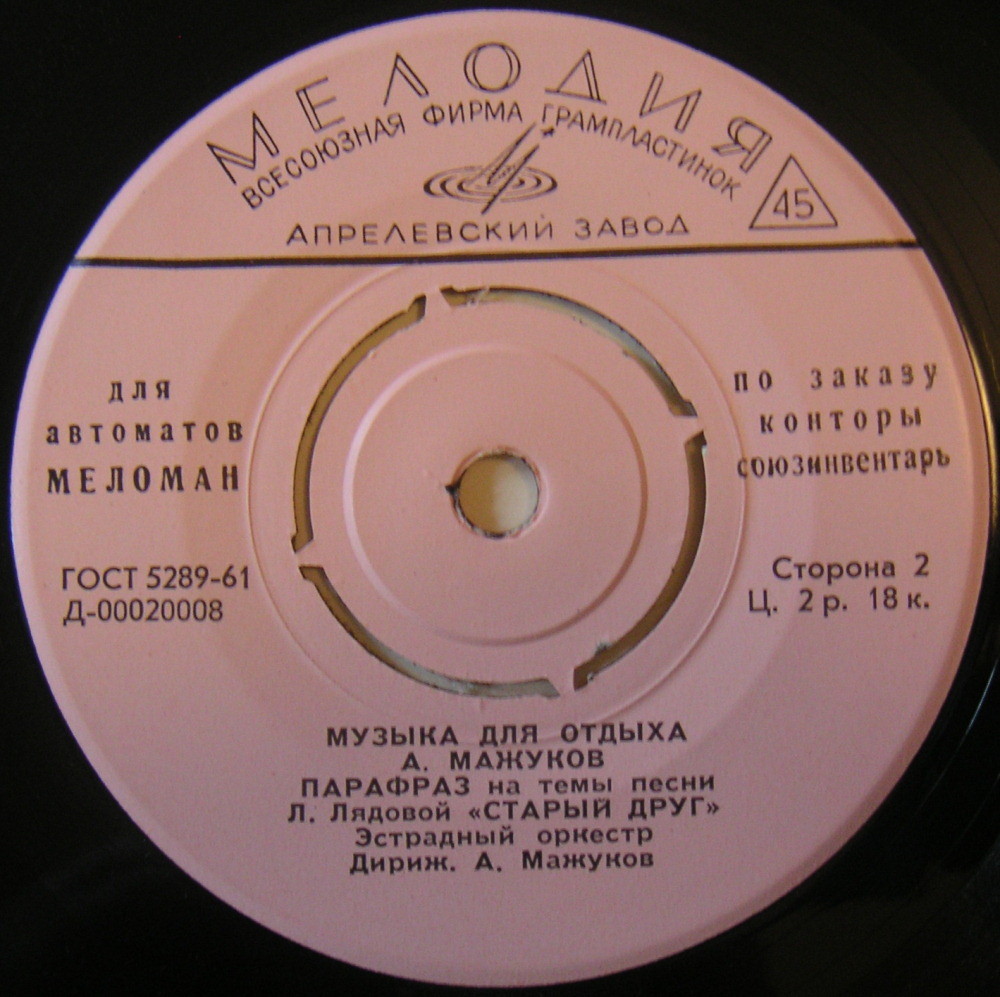 МЕЛОДИЯ
ВСЕСОЮЗНАЯ ФИРМА ГРАМПЛАСТИНОК
45
АПРЕЛЕВСКИЙ ЗАВОД
для
автоматов
МЕЛОМАН
по заказу
конторы
союзинвентарь
ГОСТ 5289-61
Д-00020008
Сторона 2
Ц. 2 р. 18 к.
МУЗЫКА ДЛЯ ОТДЫХА
А. МАЖУКОВ
ПАРАФРАЗ на темы песни
Л. Лядовой «СТАРЫЙ ДРУГ»
Эстрадный оркестр
Дириж. А. Мажуков